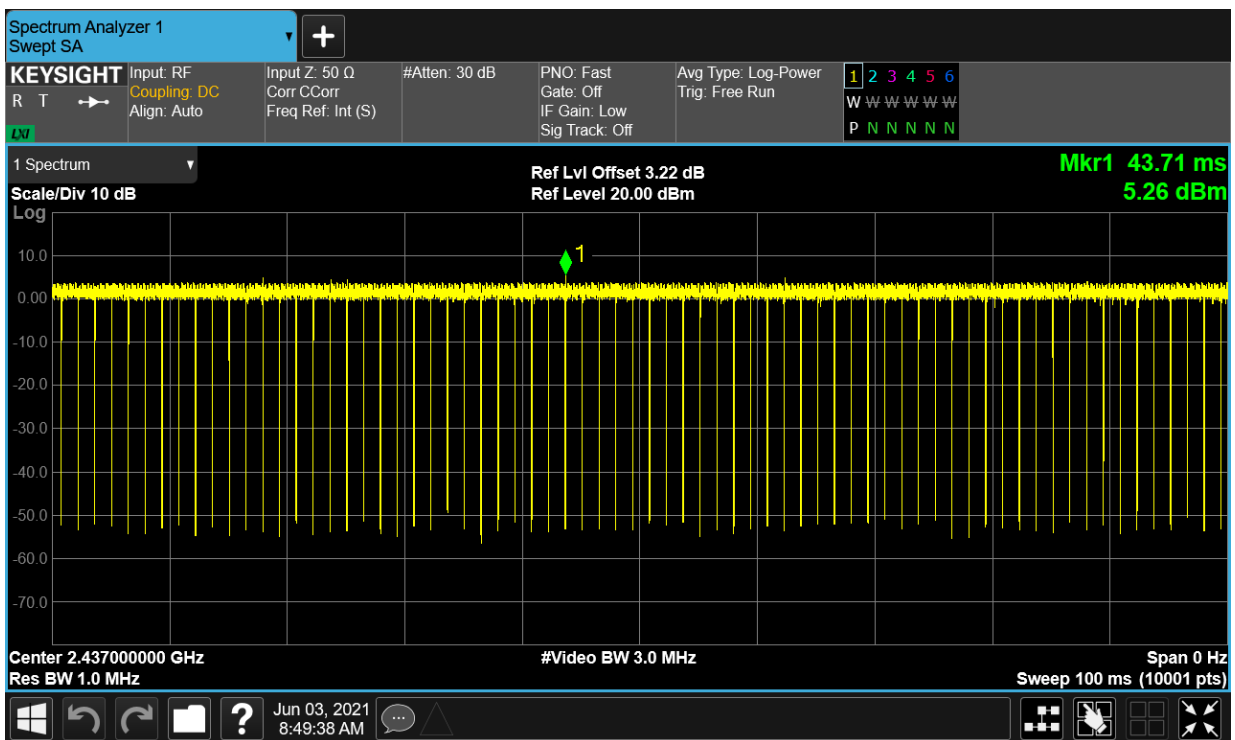 Spectrum Analyzer 1
Swept SA
KEYSIGHT
R T
LXI
Input: RF
Coupling: DC
Align: Auto
Input Z: 50 Ω
Corr CCorr
Freq Ref: Int (S)
#Atten: 30 dB
PNO: Fast
Gate: Off
IF Gain: Low
Sig Track: Off
Avg Type: Log-Power
Trig: Free Run
1 2 3 4 5 6
W W W W W W
P N N N N N
1 Spectrum
Scale/Div 10 dB
Ref Lvl Offset 3.22 dB
Ref Level 20.00 dBm
Mkr1 43.71 ms
5.26 dBm
Log
1
10.0
0.00
-10.0
-20.0
-30.0
-40.0
-50.0
-60.0
-70.0
Center 2.437000000 GHz
Res BW 1.0 MHz
#Video BW 3.0 MHz
Span 0 Hz
Sweep 100 ms (10001 pts)
?
Jun 03, 2021
8:49:38 AM